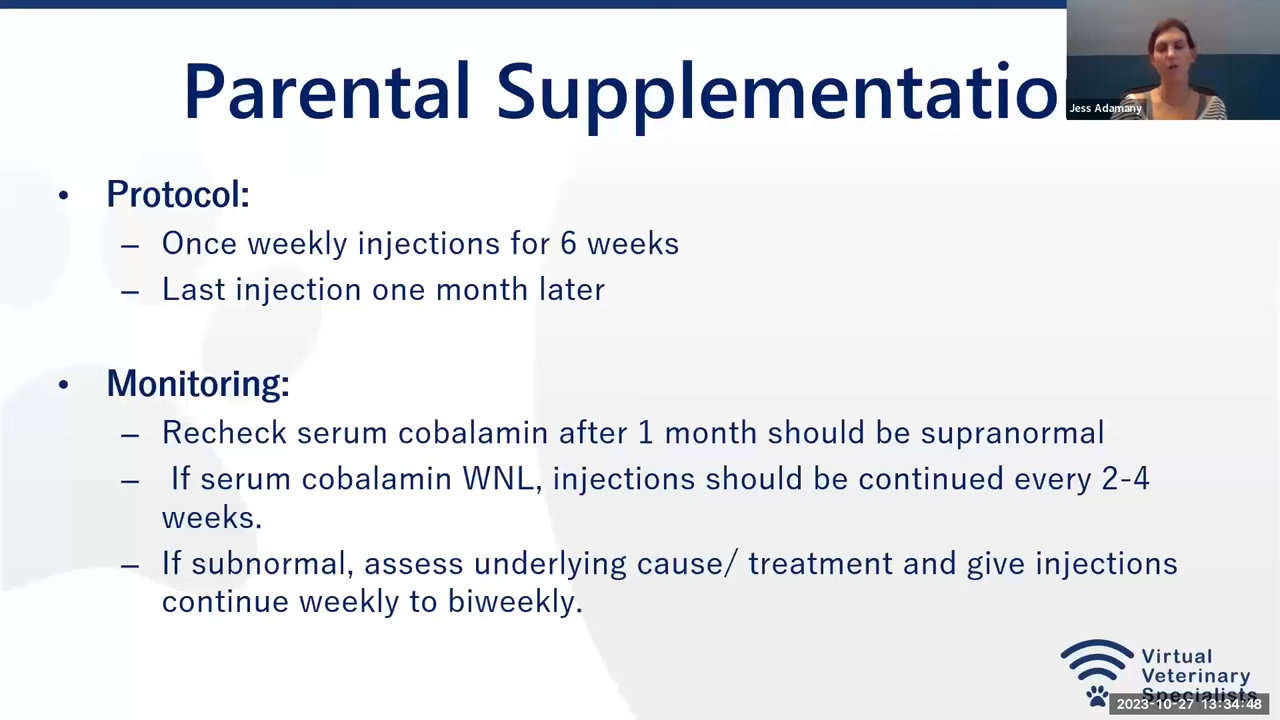 Parental Supplementatio
Jess Adamany
• Protocol:
– Once weekly injections for 6 weeks
– Last injection one month later
• Monitoring:
– Recheck serum cobalamin after 1 month should be supranormal
– If serum cobalamin WNL, injections should be continued every 2-4
weeks.
– If subnormal, assess underlying cause/ treatment and give injections
continue weekly to biweekly.
Virtual
Veterinary
Specialists
2023-10-27 13:34:48